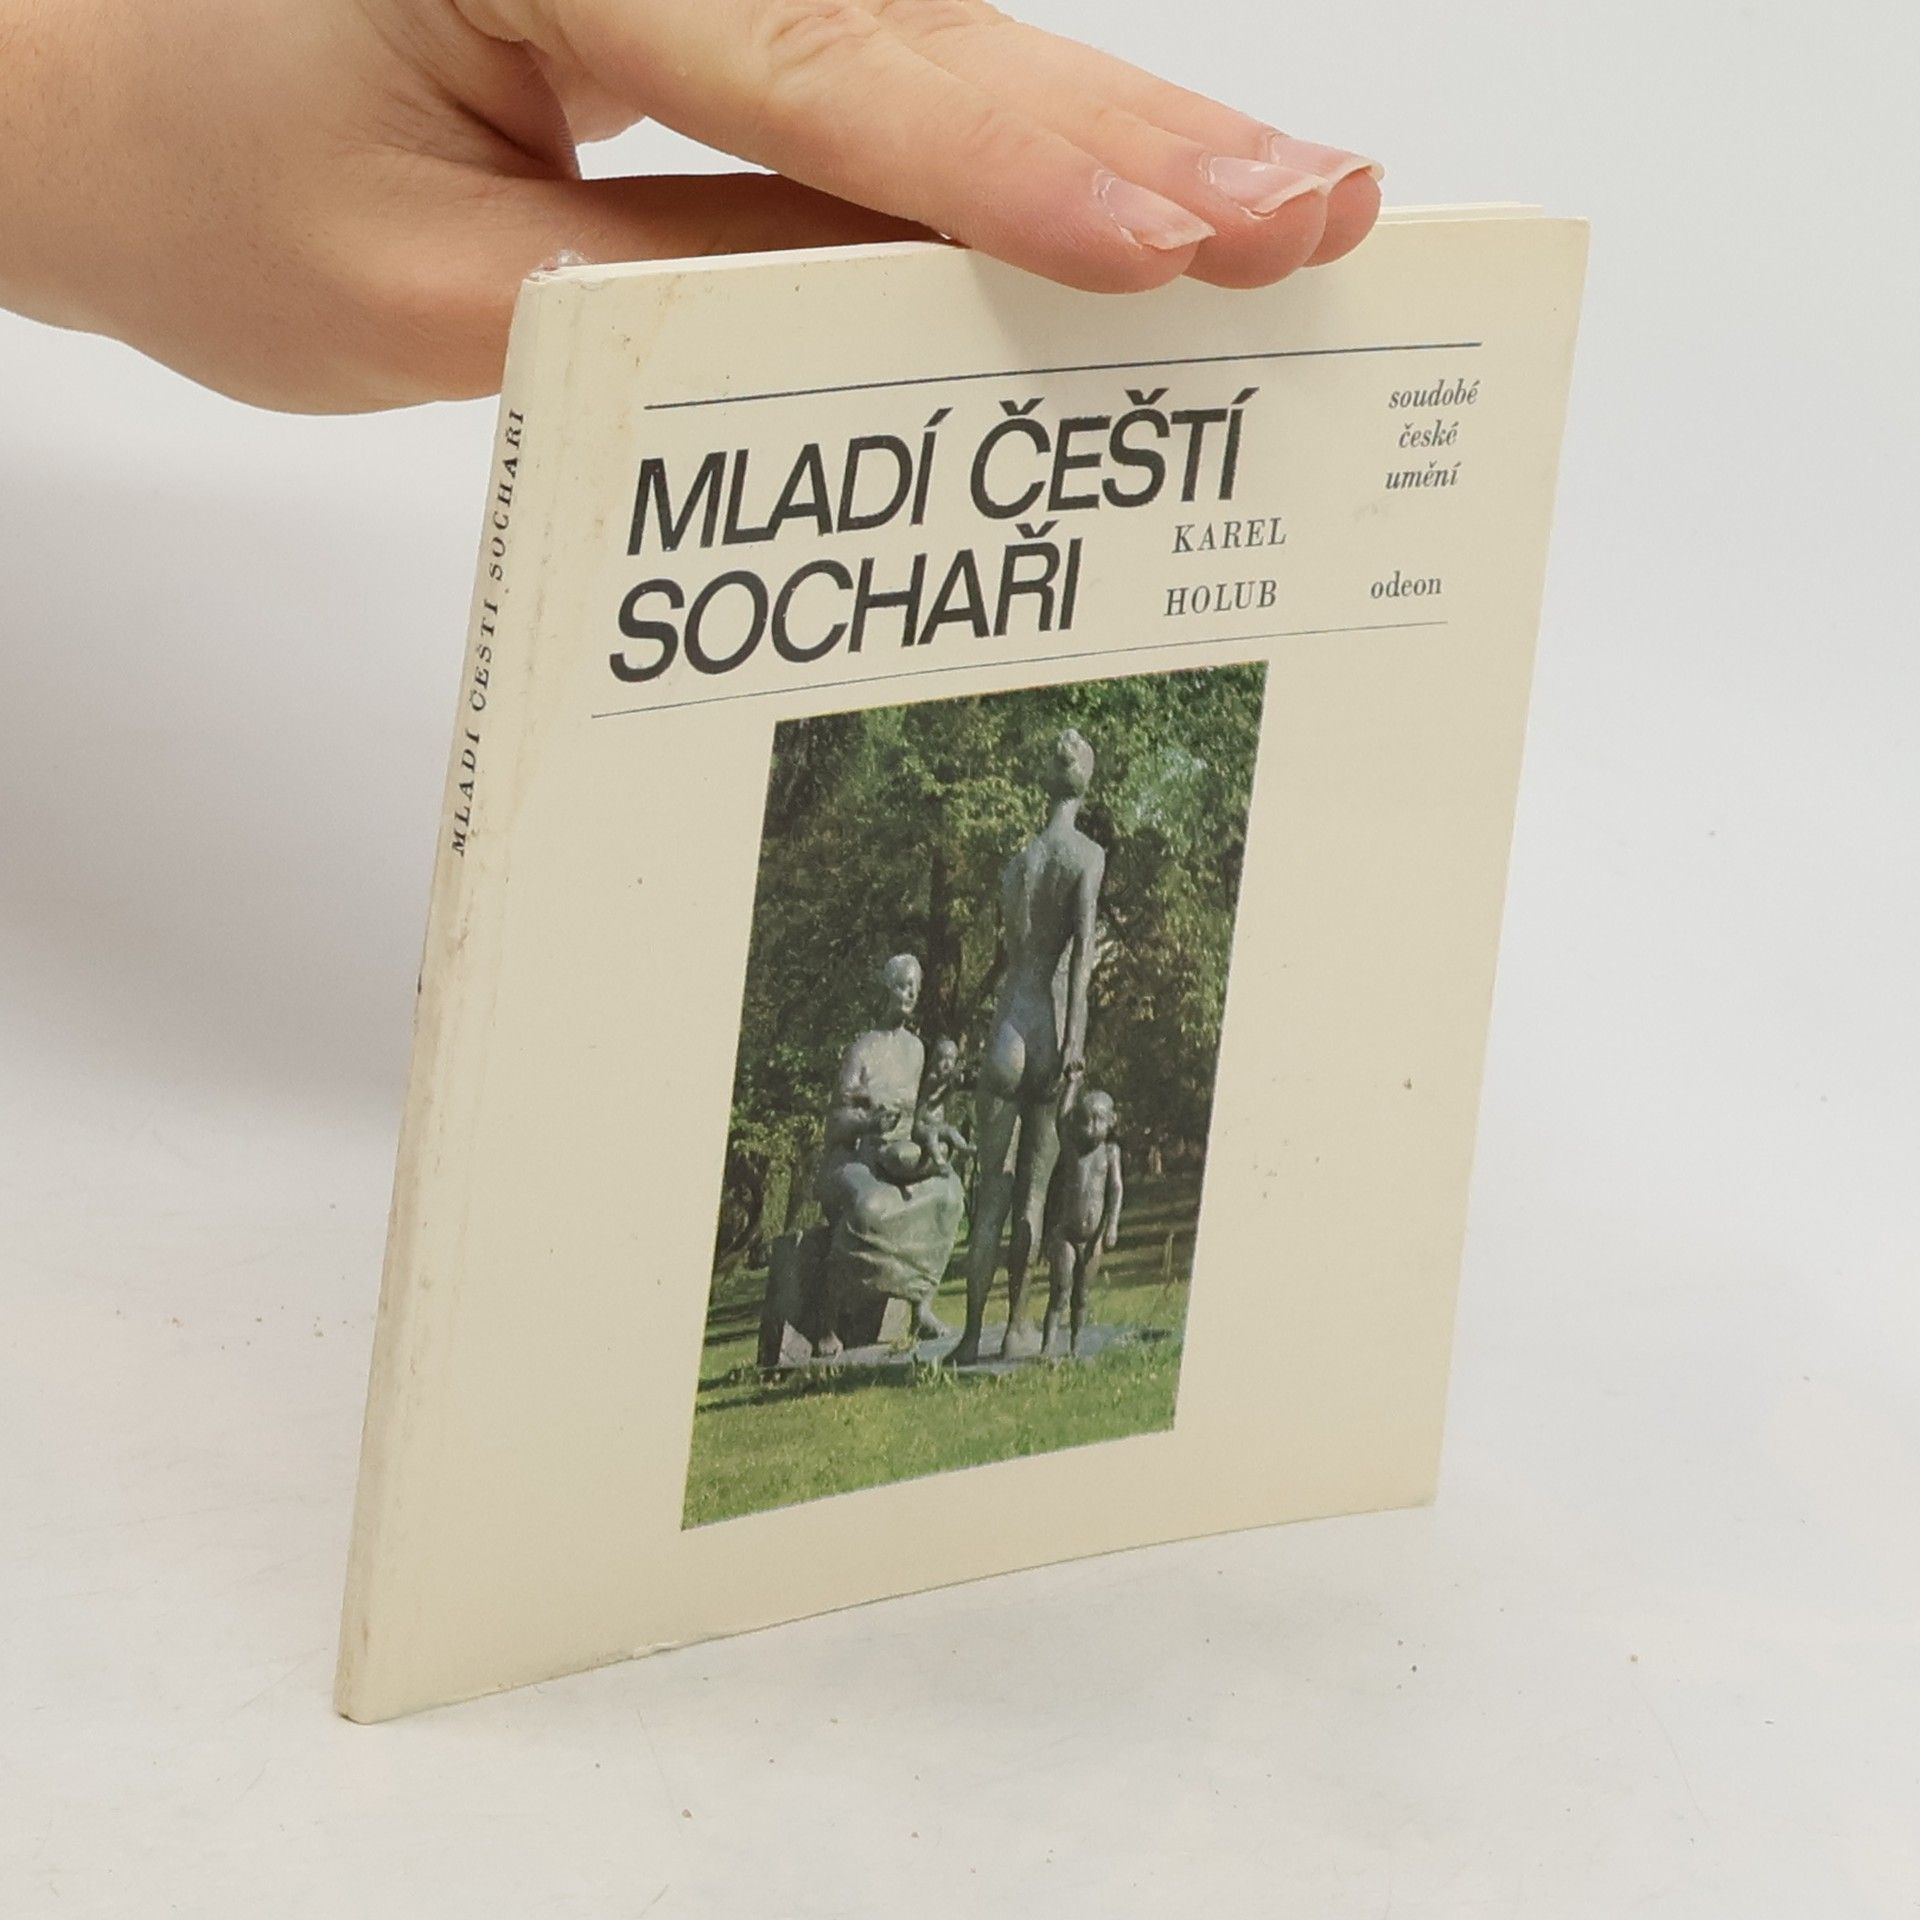 MLADÍ ČEŠTÍ SOCHAŘI
MLADÍ ČEŠTÍ
SOCHAŘI
KAREL
HOLUB
soudobé
české
umění
odeon